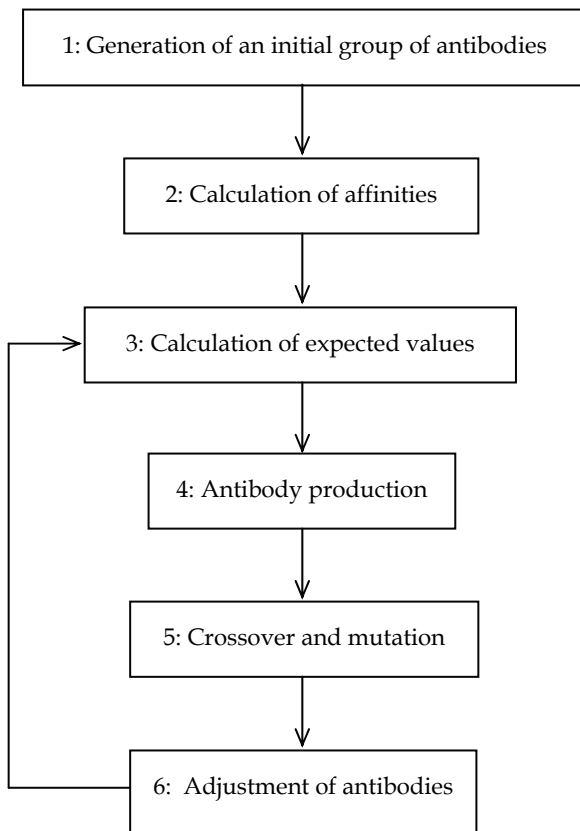 1: Generation of an initial group of antibodies
2: Calculation of affinities
3: Calculation of expected values
4: Antibody production
5: Crossover and mutation
6: Adjustment of antibodies